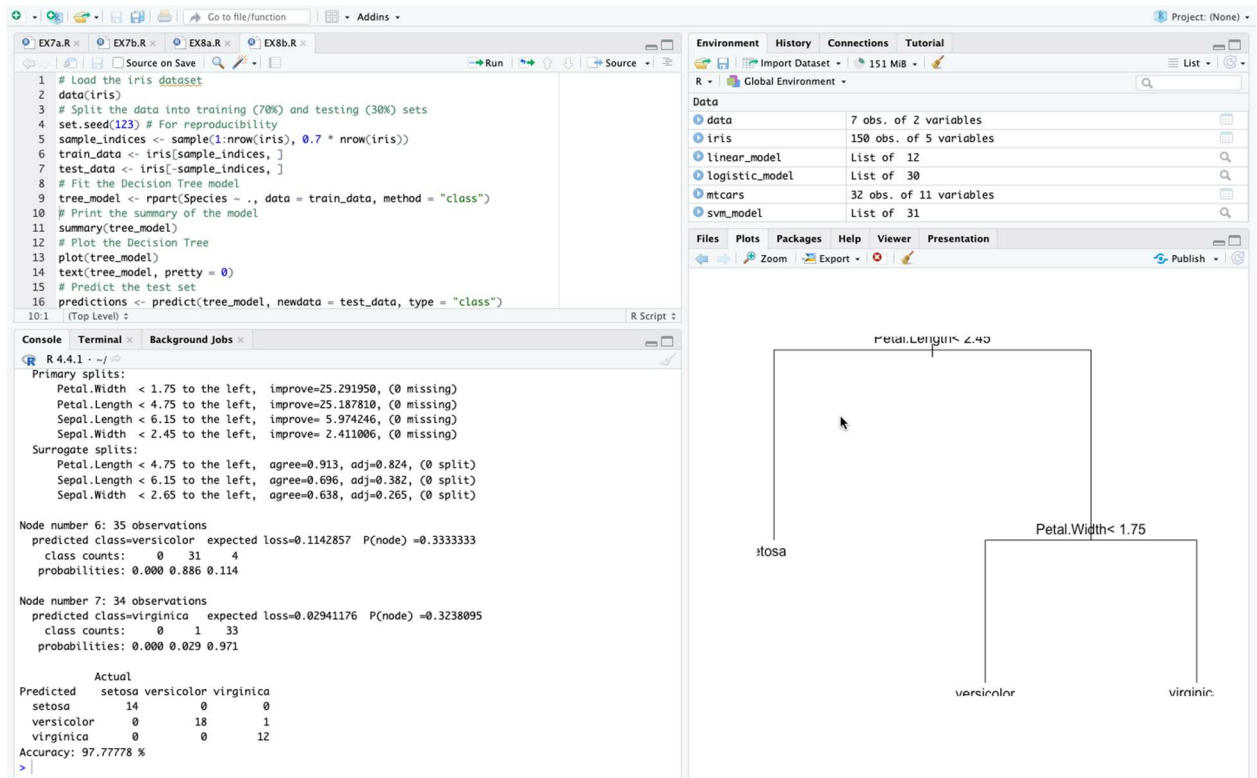 Go to file/function
Addins
Project: (None)
EX7a.R
EX7b.R
EX8a.R
EX8b.R
Source on Save
Run
Source
1 # Load the iris dataset
2 data(iris)
3 # Split the data into training (70%) and testing (30%) sets
4 set.seed(123) # For reproducibility
5 sample_indices <- sample(1:nrow(iris), 0.7 * nrow(iris))
6 train_data <- iris[sample_indices, ]
7 test_data <- iris[-sample_indices, ]
8 # Fit the Decision Tree model
9 tree_model <- rpart(Species ~ ., data = train_data, method = "class")
10 # Print the summary of the model
11 summary(tree_model)
12 # Plot the Decision Tree
13 plot(tree_model)
14 text(tree_model, pretty = 0)
15 # Predict the test set
16 predictions <- predict(tree_model, newdata = test_data, type = "class")
10:1 (Top Level) R Script
Console Terminal Background Jobs
R 4.4.1 · ~/
Primary splits:
Petal.Width < 1.75 to the left, improve=25.291950, (0 missing)
Petal.Length < 4.75 to the left, improve=25.187810, (0 missing)
Sepal.Length < 6.15 to the left, improve= 5.974246, (0 missing)
Sepal.Width < 2.45 to the left, improve= 2.411006, (0 missing)
Surrogate splits:
Petal.Length < 4.75 to the left, agree=0.913, adj=0.824, (0 split)
Sepal.Length < 6.15 to the left, agree=0.696, adj=0.382, (0 split)
Sepal.Width < 2.65 to the left, agree=0.638, adj=0.265, (0 split)
Node number 6: 35 observations
predicted class=versicolor expected loss=0.1142857 P(node) =0.3333333
class counts: 0 31 4
probabilities: 0.000 0.886 0.114
Node number 7: 34 observations
predicted class=virginica expected loss=0.02941176 P(node) =0.3238095
class counts: 0 1 33
probabilities: 0.000 0.029 0.971
Actual
Predicted setosa versicolor virginica
setosa 14 0 0
versicolor 0 18 1
virginica 0 0 12
Accuracy: 97.77778 %
>
Environment History Connections Tutorial
Import Dataset 151 MiB List
R Global Environment
Data
data 7 obs. of 2 variables
iris 150 obs. of 5 variables
linear_model List of 12
logistic_model List of 30
mtcars 32 obs. of 11 variables
svm_model List of 31
Files Plots Packages Help Viewer Presentation
Zoom Export Publish
Petal.Length< 2.45
etosa
Petal.Width< 1.75
versicolor
virginic